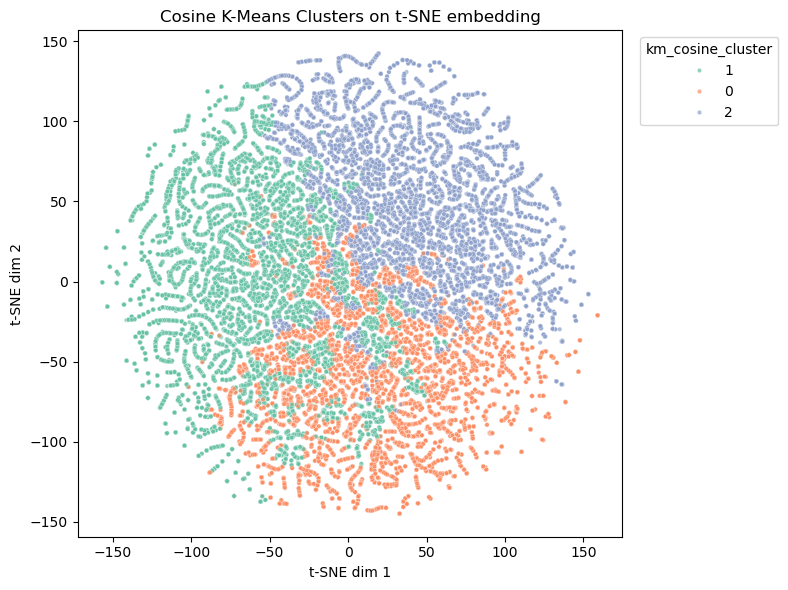 Cosine K-Means Clusters on t-SNE embedding
km_cosine_cluster
1
0
2
150
100
50
0
−50
−100
−150
t-SNE dim 2
−150 −100 −50 0 50 100 150
t-SNE dim 1